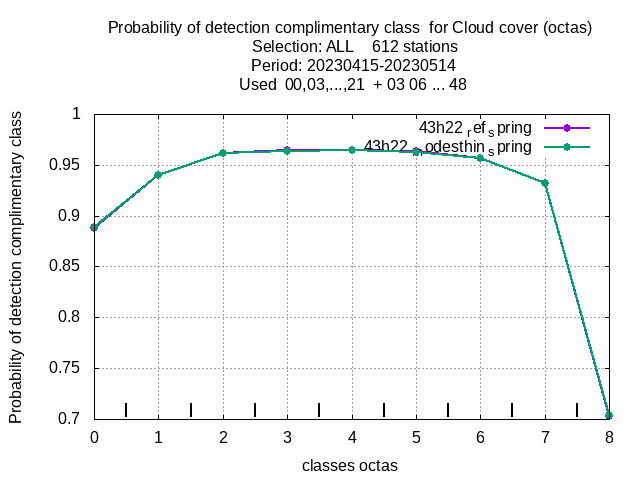 Probability of detection complimentary class  for Cloud cover (octas)
Selection: ALL    612 stations
Period: 20230415-20230514
Used  00,03,...,21  + 03 06 ... 48
Probability of detection complimentary class
1
0.95
0.9
0.85
0.8
0.75
0.7
43h22 ref spring
43h22 nodesthin spring
0 1 2 3 4 5 6 7 8
classes octas